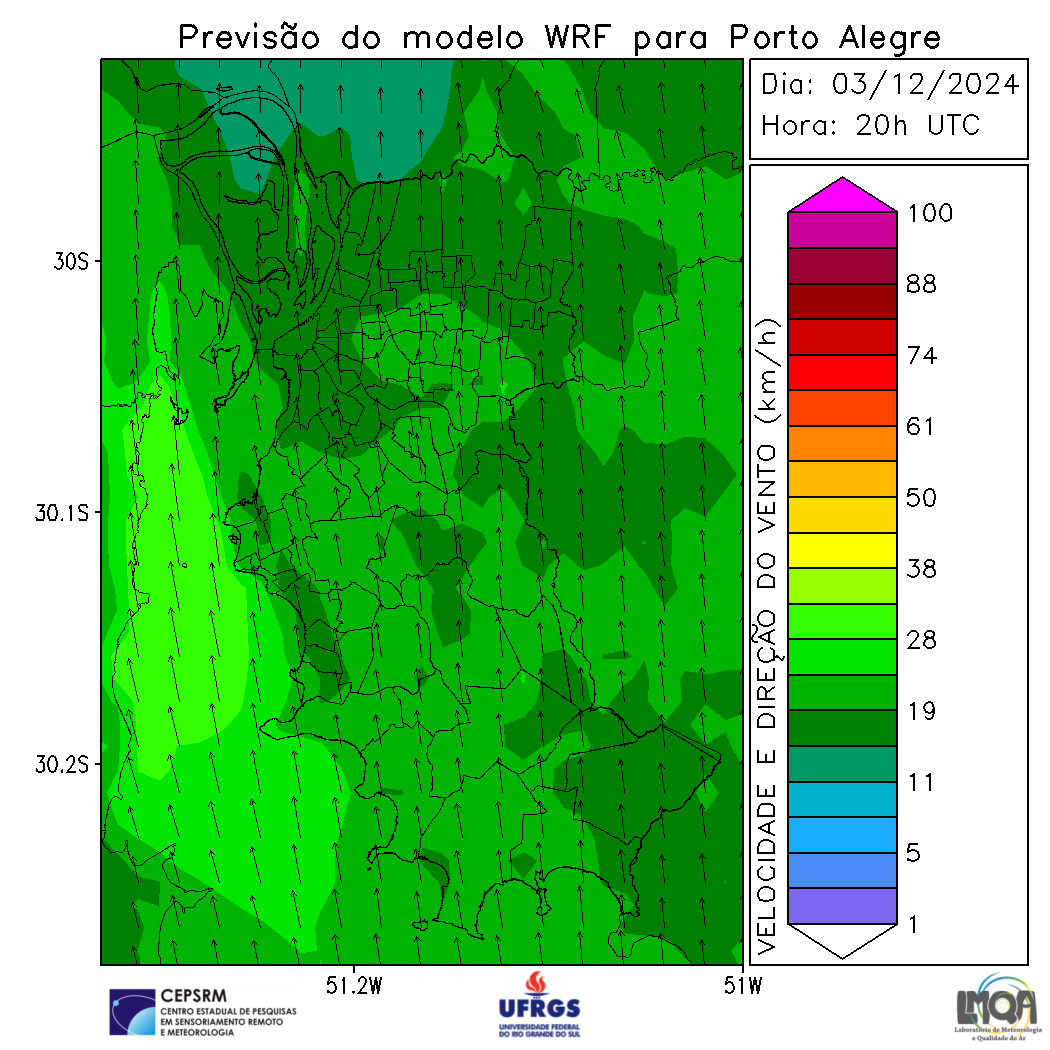 Previsão do modelo WRF para Porto Alegre
Dia: 03/12/2024
Hora: 20h UTC
30S
30.1S
30.2S
51.2W
51W
VELOCIDADE E DIREÇÃO DO VENTO (km/h)
100
88
74
61
50
38
28
19
11
5
1
CEPSRM
CENTRO ESTADUAL DE PESQUISAS
EM SENSORIAMENTO REMOTO
E METEOROLOGIA
UFRGS
UNIVERSIDADE FEDERAL
DO RIO GRANDE DO SUL
LMQA
Laboratório de Meteorologia
e Qualidade do Ar